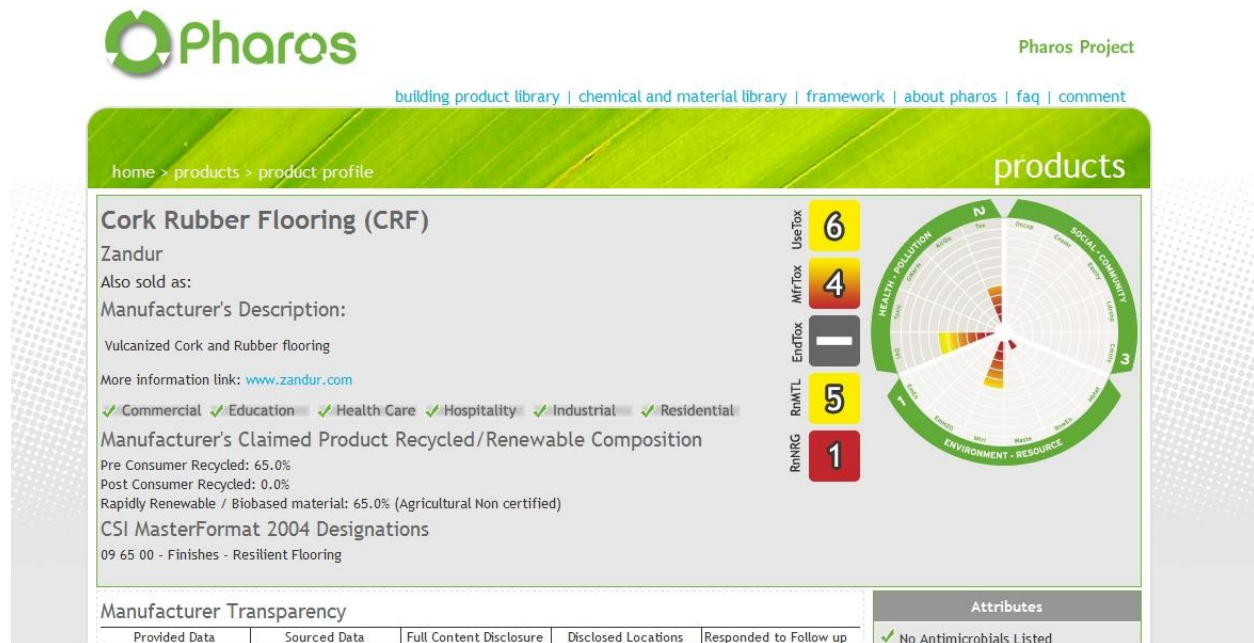 Pharos
Pharos Project
building product library | chemical and material library | framework | about pharos | faq | comment
home > products > product profile
products
Cork Rubber Flooring (CRF)
Zandur
Also sold as:
Manufacturer's Description:
Vulcanized Cork and Rubber flooring
More information link: www.zandur.com
Commercial Education Health Care Hospitality Industrial Residential
Manufacturer's Claimed Product Recycled/Renewable Composition
Pre Consumer Recycled: 65.0%
Post Consumer Recycled: 0.0%
Rapidly Renewable / Biobased material: 65.0% (Agricultural Non certified)
CSI MasterFormat 2004 Designations
09 65 00 - Finishes - Resilient Flooring
UseTox 6
MfrTox 4
EndTox
RnMTL 5
RnNRG 1
HEALTH · POLLUTION
2
SOCIAL · COMMUNITY
3
ENVIRONMENT · RESOURCE
1
Tox
Occup
Equity
Mtrl
Waste
Manufacturer Transparency
Provided Data Sourced Data Full Content Disclosure Disclosed Locations Responded to Follow up
Attributes
No Antimicrobials Listed